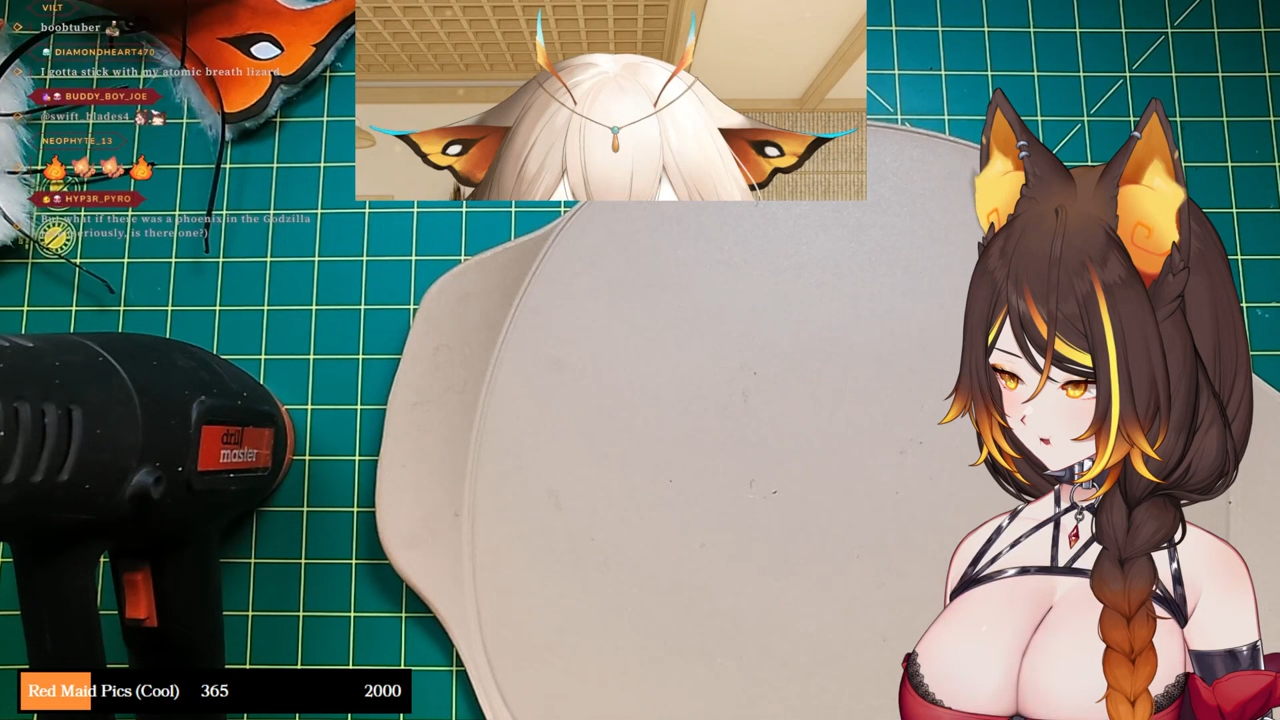 VILT
boobtuber
DIAMONDHEART470
I gotta stick with my atomic breath lizard
BUDDY_BOY_JOE
@swift_blades4
NEOPHYTE_13
HYP3R_PYRO
But what if there was a phoenix in the Godzilla
seriously, is there one?)
drill
master
Red Maid Pics (Cool) 365 2000